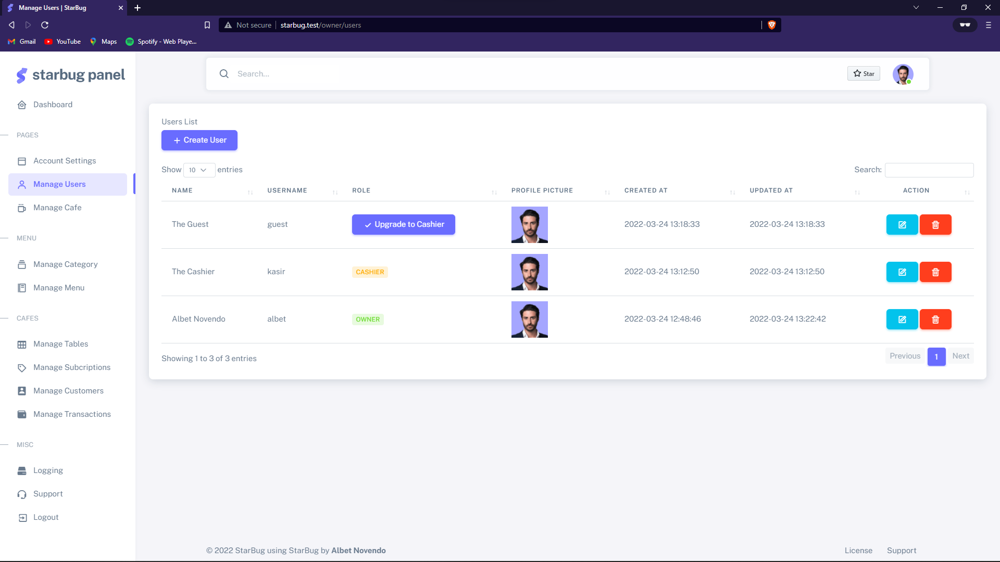 Manage Users | StarBug
Not secure
starbug.test/owner/users
Gmail
YouTube
Maps
Spotify - Web Playe...
starbug panel
Dashboard
PAGES
Account Settings
Manage Users
Manage Cafe
MENU
Manage Category
Manage Menu
CAFES
Manage Tables
Manage Subcriptions
Manage Customers
Manage Transactions
MISC
Logging
Support
Logout
Search...
Star
Users List
+ Create User
Show 10 entries
Search:
NAME USERNAME ROLE PROFILE PICTURE CREATED AT UPDATED AT ACTION
The Guest guest Upgrade to Cashier 2022-03-24 13:18:33 2022-03-24 13:18:33
The Cashier kasir CASHIER 2022-03-24 13:12:50 2022-03-24 13:12:50
Albet Novendo albet OWNER 2022-03-24 12:48:46 2022-03-24 13:22:42
Showing 1 to 3 of 3 entries
Previous 1 Next
© 2022 StarBug using StarBug by Albet Novendo
License Support